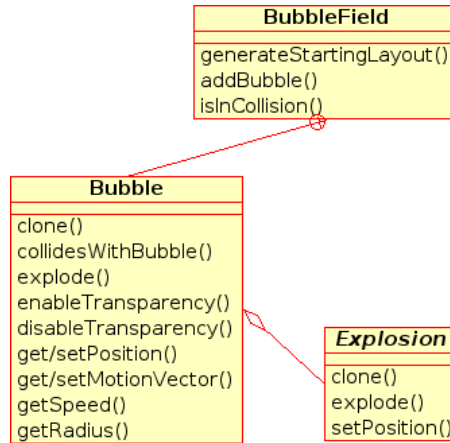 BubbleField
generateStartingLayout()
addBubble()
isInCollision()
Bubble
clone()
collidesWithBubble()
explode()
enableTransparency()
disableTransparency()
get/setPosition()
get/setMotionVector()
getSpeed()
getRadius()
Explosion
clone()
explode()
setPosition()